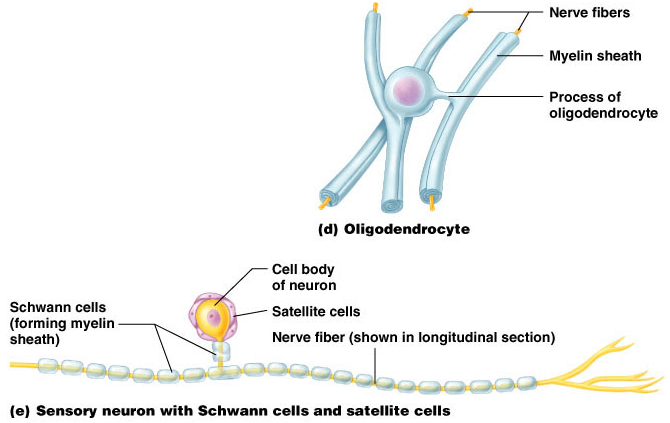 Nerve fibers
Myelin sheath
Process of
oligodendrocyte
(d) Oligodendrocyte
Cell body
of neuron
Satellite cells
Schwann cells
(forming myelin
sheath)
Nerve fiber (shown in longitudinal section)
(e) Sensory neuron with Schwann cells and satellite cells